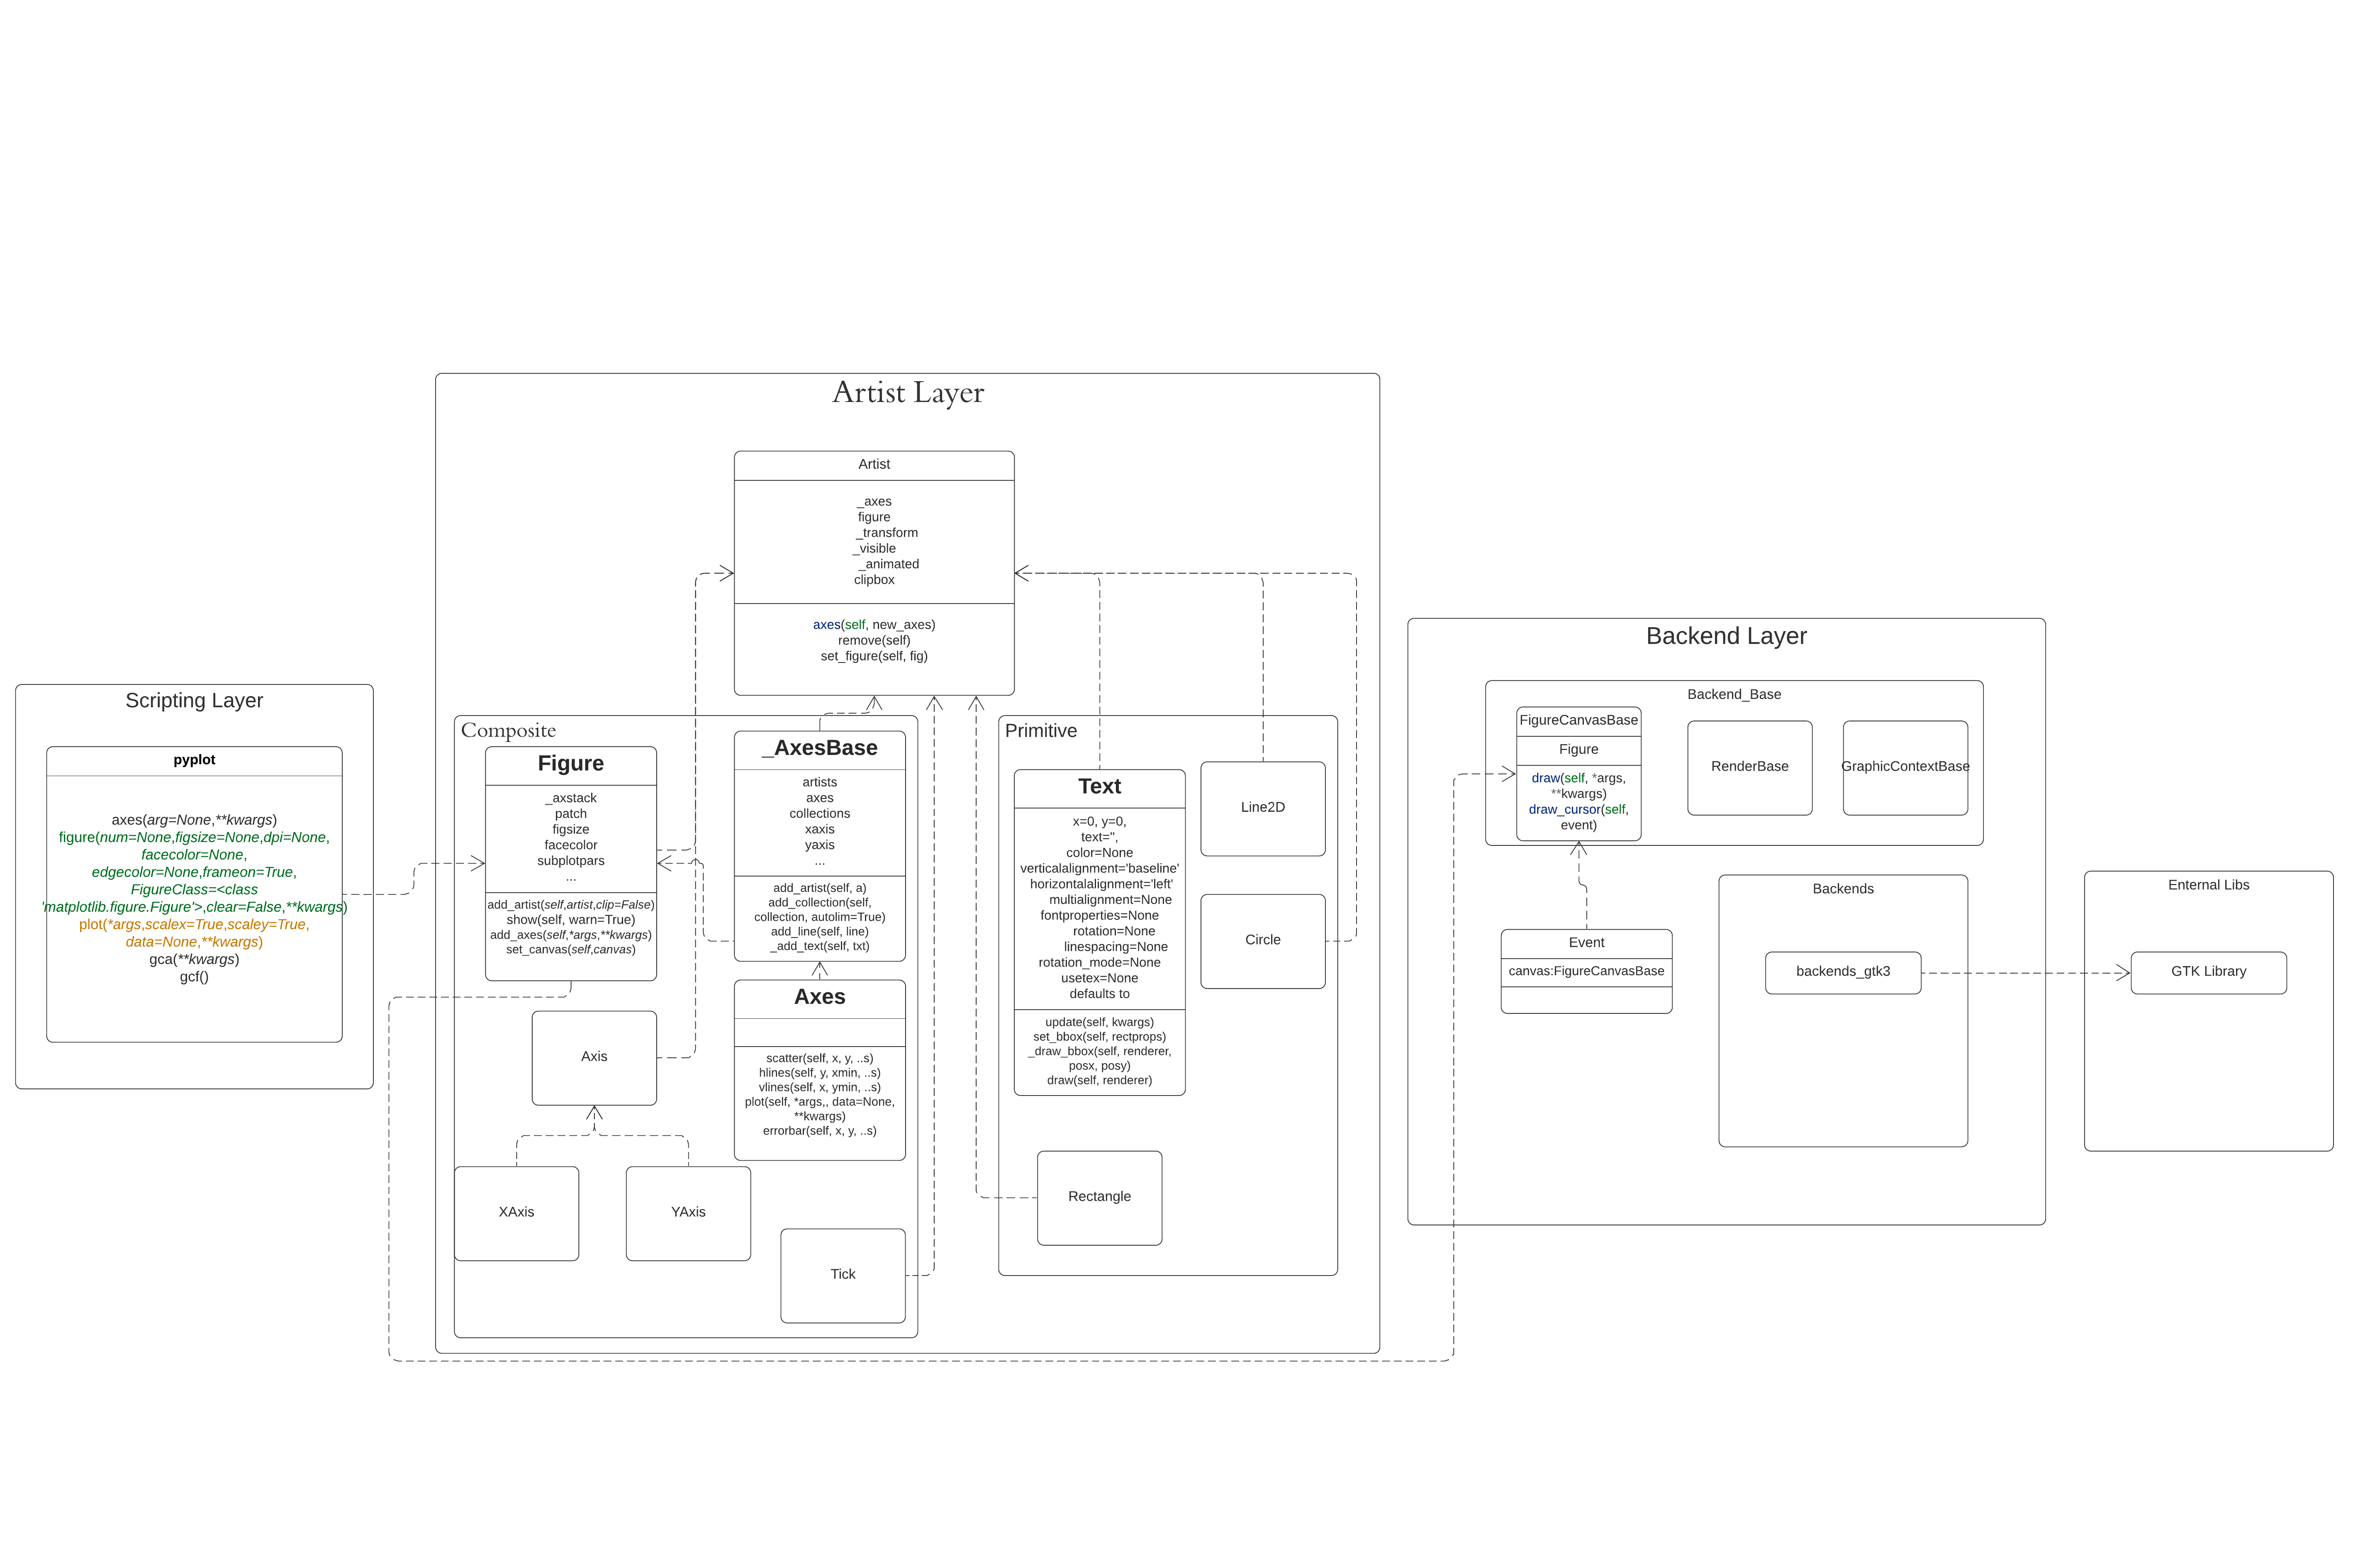 Scripting Layer
pyplot
axes(arg=None,**kwargs)
figure(num=None,figsize=None,dpi=None,
facecolor=None,
edgecolor=None,frameon=True,
FigureClass=<class
'matplotlib.figure.Figure'>,clear=False,**kwargs)
plot(*args,scalex=True,scaley=True,
data=None,**kwargs)
gca(**kwargs)
gcf()
Artist Layer
Artist
_axes
figure
_transform
_visible
_animated
clipbox
axes(self, new_axes)
remove(self)
set_figure(self, fig)
Composite
Figure
_axstack
patch
figsize
facecolor
subplotpars
...
add_artist(self,artist,clip=False)
show(self, warn=True)
add_axes(self,*args,**kwargs)
set_canvas(self,canvas)
_AxesBase
artists
axes
collections
xaxis
yaxis
...
add_artist(self, a)
add_collection(self,
collection, autolim=True)
add_line(self, line)
_add_text(self, txt)
Axes
scatter(self, x, y, ..s)
hlines(self, y, xmin, ..s)
vlines(self, x, ymin, ..s)
plot(self, *args,, data=None,
**kwargs)
errorbar(self, x, y, ..s)
Axis
XAxis
YAxis
Tick
Primitive
Text
x=0, y=0,
text='',
color=None
verticalalignment='baseline'
horizontalalignment='left'
multialignment=None
fontproperties=None
rotation=None
linespacing=None
rotation_mode=None
usetex=None
defaults to
update(self, kwargs)
set_bbox(self, rectprops)
_draw_bbox(self, renderer,
posx, posy)
draw(self, renderer)
Line2D
Circle
Rectangle
Backend Layer
Backend_Base
FigureCanvasBase
Figure
draw(self, *args,
**kwargs)
draw_cursor(self,
event)
RenderBase
GraphicContextBase
Event
canvas:FigureCanvasBase
Backends
backends_gtk3
Enternal Libs
GTK Library